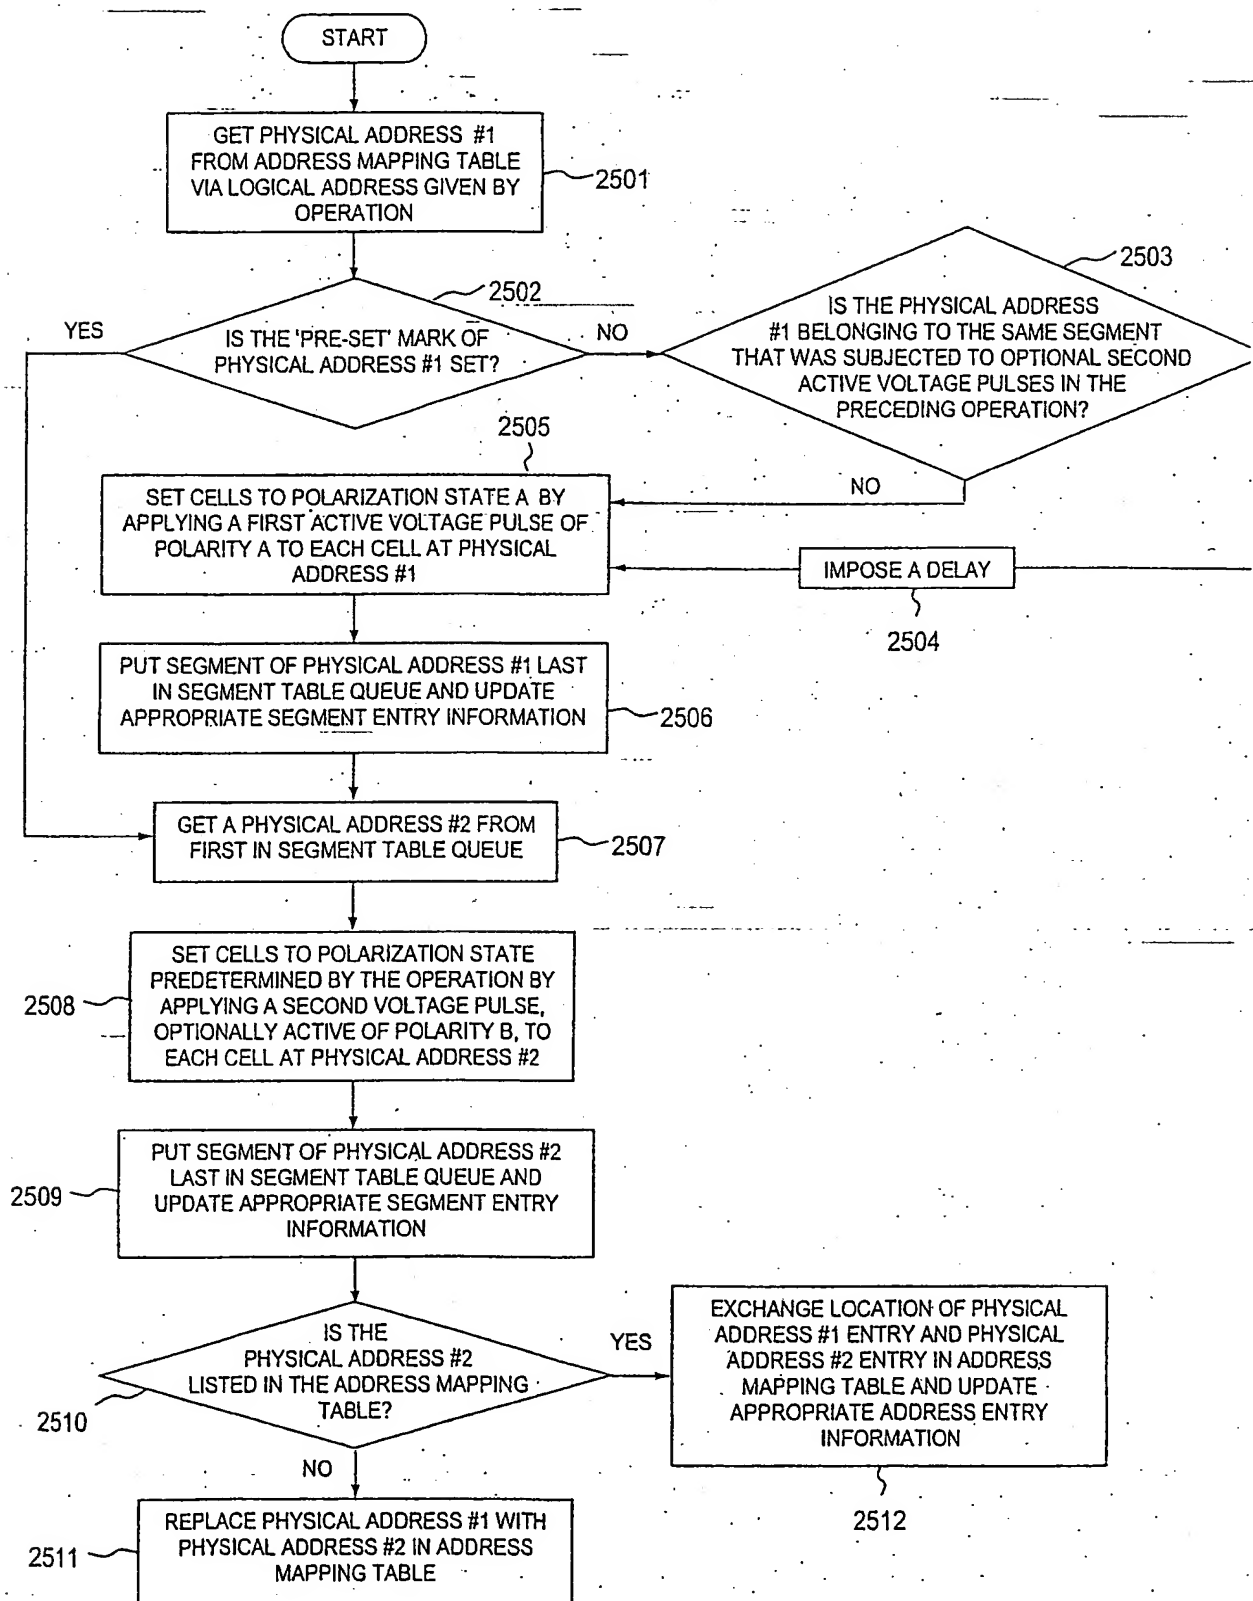 START
GET PHYSICAL ADDRESS #1
FROM ADDRESS MAPPING TABLE
VIA LOGICAL ADDRESS GIVEN BY
OPERATION
2501
2502
IS THE 'PRE-SET' MARK OF
PHYSICAL ADDRESS #1 SET?
YES
NO
2503
IS THE PHYSICAL ADDRESS
#1 BELONGING TO THE SAME SEGMENT
THAT WAS SUBJECTED TO OPTIONAL SECOND
ACTIVE VOLTAGE PULSES IN THE
PRECEDING OPERATION?
NO
IMPOSE A DELAY
2504
2505
SET CELLS TO POLARIZATION STATE A BY
APPLYING A FIRST ACTIVE VOLTAGE PULSE OF
POLARITY A TO EACH CELL AT PHYSICAL
ADDRESS #1
PUT SEGMENT OF PHYSICAL ADDRESS #1 LAST
IN SEGMENT TABLE QUEUE AND UPDATE
APPROPRIATE SEGMENT ENTRY INFORMATION
2506
GET A PHYSICAL ADDRESS #2 FROM
FIRST IN SEGMENT TABLE QUEUE
2507
SET CELLS TO POLARIZATION STATE
PREDETERMINED BY THE OPERATION BY
APPLYING A SECOND VOLTAGE PULSE,
OPTIONALLY ACTIVE OF POLARITY B, TO
EACH CELL AT PHYSICAL ADDRESS #2
2508
PUT SEGMENT OF PHYSICAL ADDRESS #2
LAST IN SEGMENT TABLE QUEUE AND
UPDATE APPROPRIATE SEGMENT ENTRY
INFORMATION
2509
IS THE
PHYSICAL ADDRESS #2
LISTED IN THE ADDRESS MAPPING
TABLE?
2510
YES
NO
EXCHANGE LOCATION OF PHYSICAL
ADDRESS #1 ENTRY AND PHYSICAL
ADDRESS #2 ENTRY IN ADDRESS
MAPPING TABLE AND UPDATE
APPROPRIATE ADDRESS ENTRY
INFORMATION
2512
REPLACE PHYSICAL ADDRESS #1 WITH
PHYSICAL ADDRESS #2 IN ADDRESS
MAPPING TABLE
2511